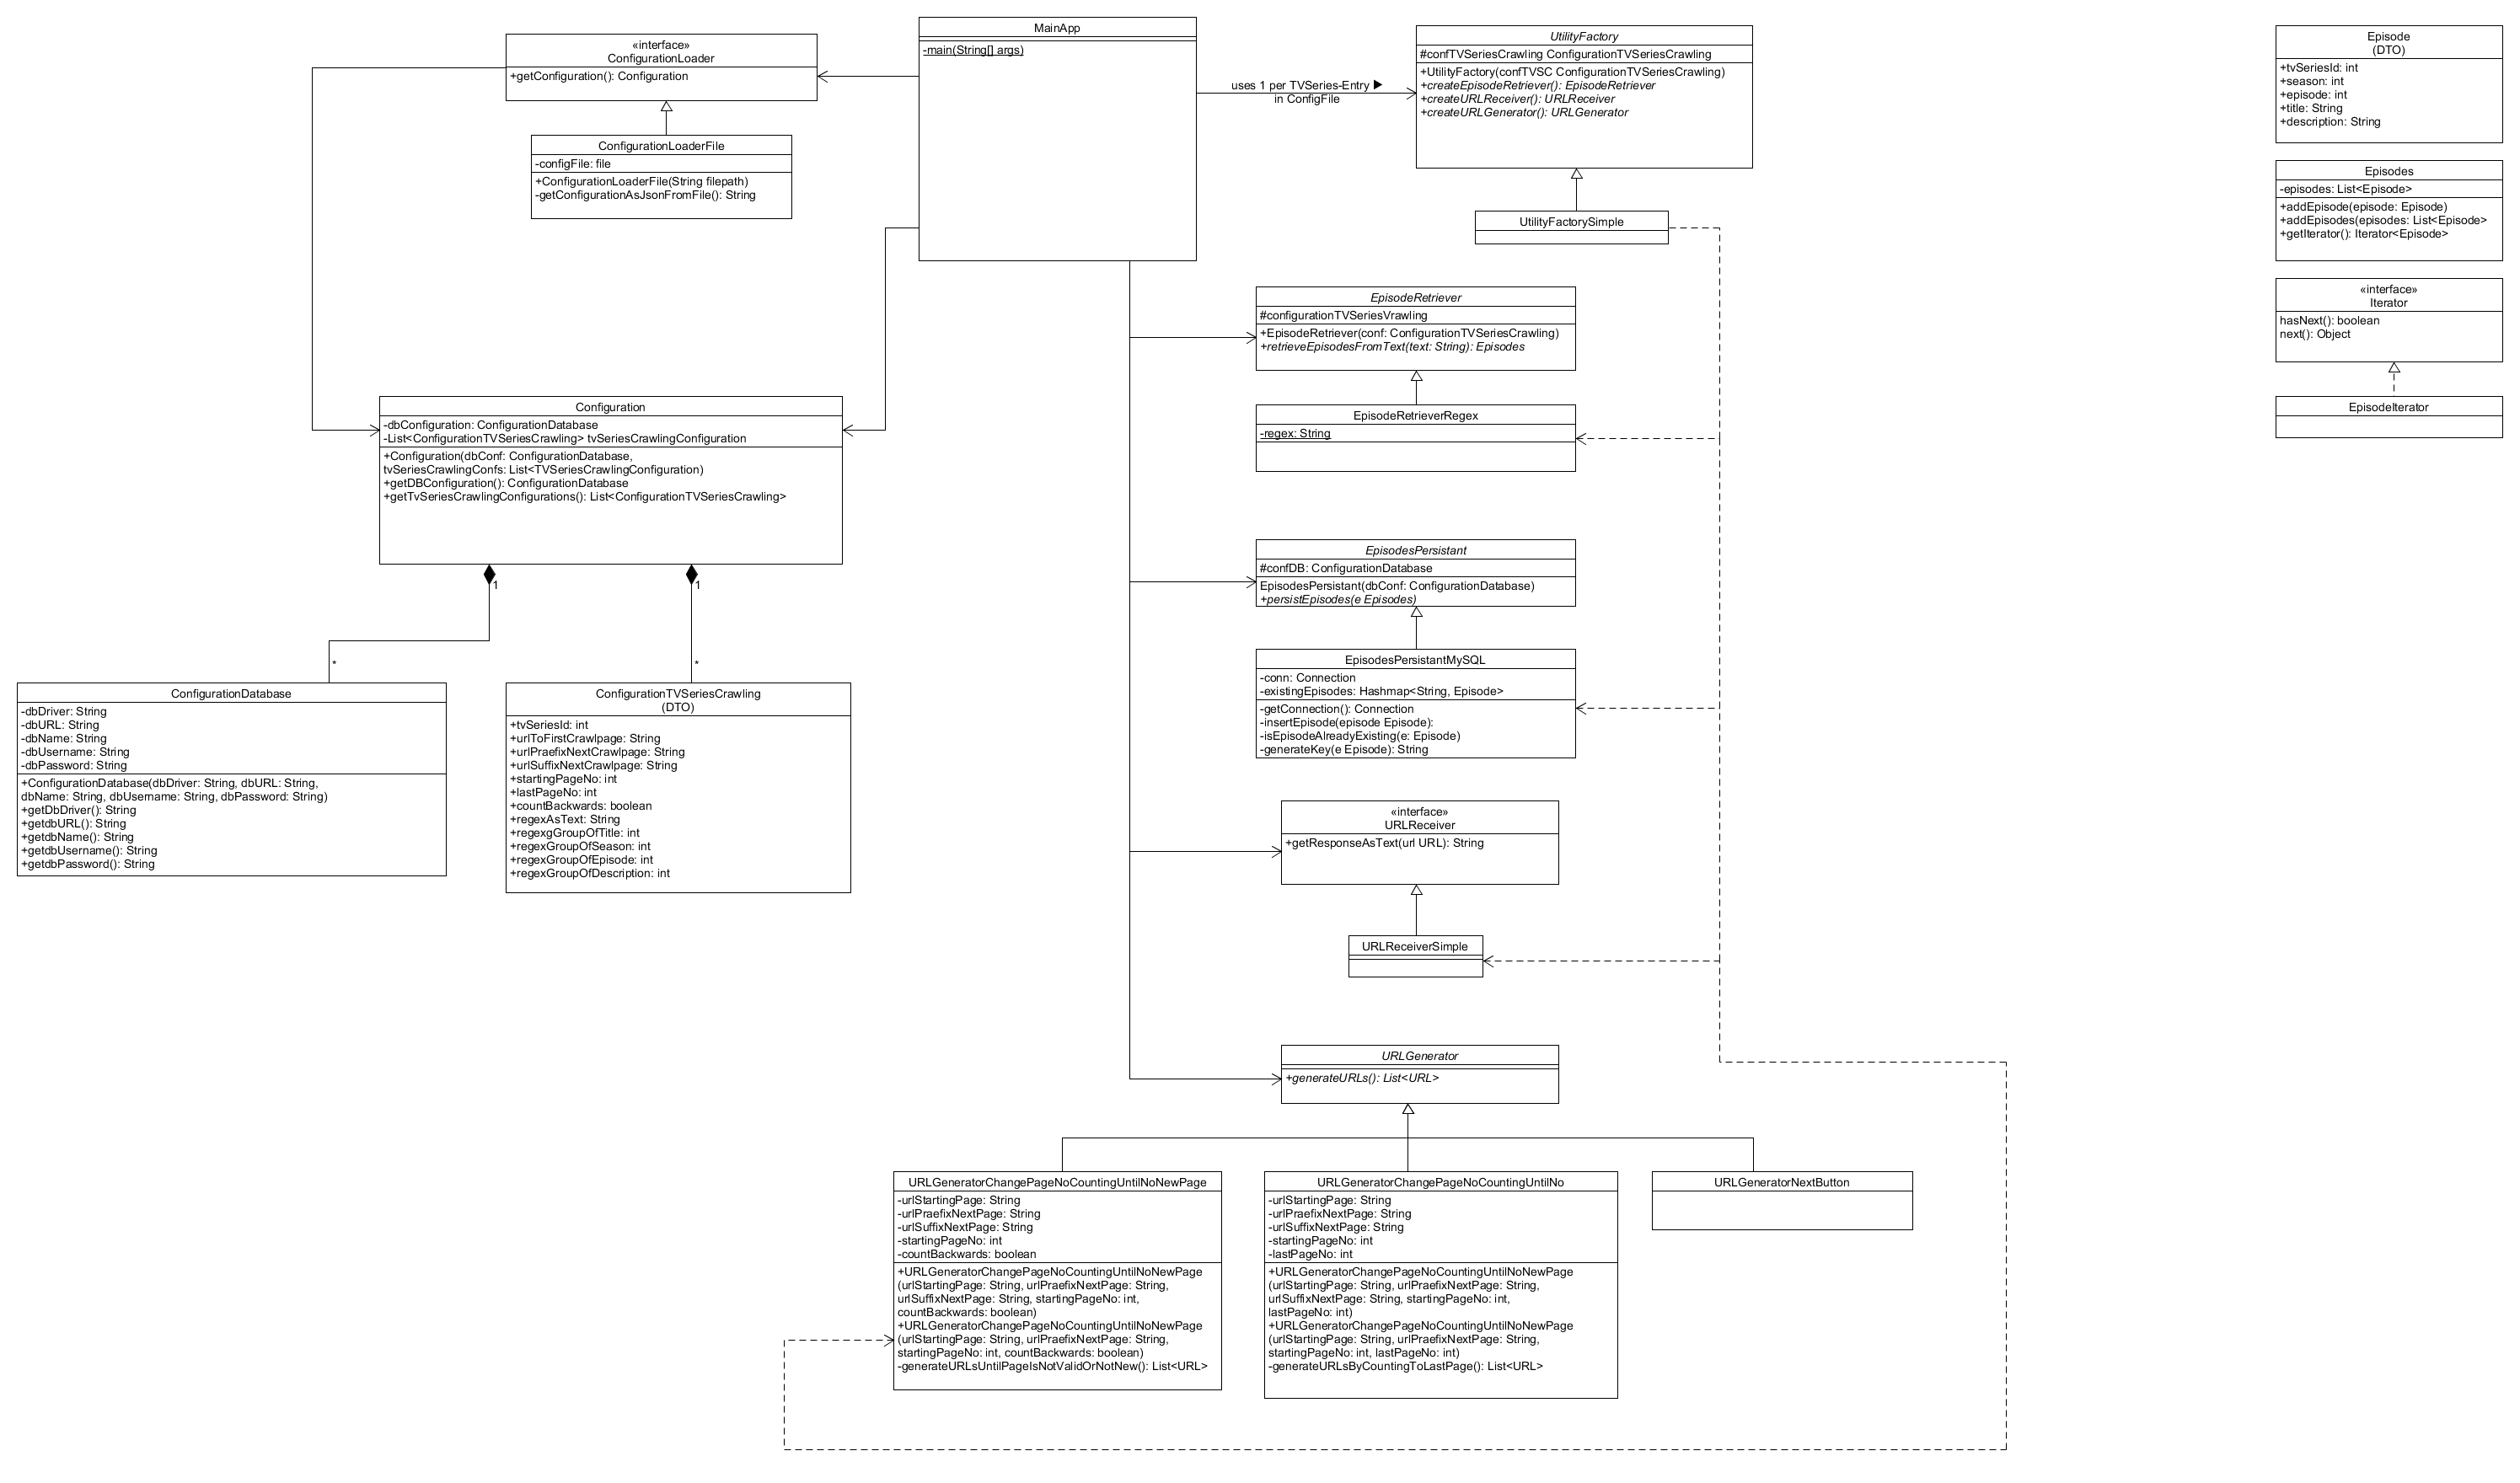 MainApp
-main(String[] args)
«interface»
ConfigurationLoader
+getConfiguration(): Configuration
ConfigurationLoaderFile
-configFile: file
+ConfigurationLoaderFile(String filepath)
-getConfigurationAsJsonFromFile(): String
uses 1 per TVSeries-Entry ▶
in ConfigFile
UtilityFactory
#confTVSeriesCrawling ConfigurationTVSeriesCrawling
+UtilityFactory(confTVSC ConfigurationTVSeriesCrawling)
+createEpisodeRetriever(): EpisodeRetriever
+createURLReceiver(): URLReceiver
+createURLGenerator(): URLGenerator
UtilityFactorySimple
Episode
(DTO)
+tvSeriesId: int
+season: int
+episode: int
+title: String
+description: String
Episodes
-episodes: List<Episode>
+addEpisode(episode: Episode)
+addEpisodes(episodes: List<Episode>
+getIterator(): Iterator<Episode>
«interface»
Iterator
hasNext(): boolean
next(): Object
EpisodeIterator
EpisodeRetriever
#configurationTVSeriesVrawling
+EpisodeRetriever(conf: ConfigurationTVSeriesCrawling)
+retrieveEpisodesFromText(text: String): Episodes
EpisodeRetrieverRegex
-regex: String
Configuration
-dbConfiguration: ConfigurationDatabase
-List<ConfigurationTVSeriesCrawling> tvSeriesCrawlingConfiguration
+Configuration(dbConf: ConfigurationDatabase,
tvSeriesCrawlingConfs: List<TVSeriesCrawlingConfiguration)
+getDBConfiguration(): ConfigurationDatabase
+getTvSeriesCrawlingConfigurations(): List<ConfigurationTVSeriesCrawling>
1
1
*
*
ConfigurationDatabase
-dbDriver: String
-dbURL: String
-dbName: String
-dbUsername: String
-dbPassword: String
+ConfigurationDatabase(dbDriver: String, dbURL: String,
dbName: String, dbUsername: String, dbPassword: String)
+getDbDriver(): String
+getdbURL(): String
+getdbName(): String
+getdbUsername(): String
+getdbPassword(): String
ConfigurationTVSeriesCrawling
(DTO)
+tvSeriesId: int
+urlToFirstCrawlpage: String
+urlPraefixNextCrawlpage: String
+urlSuffixNextCrawlpage: String
+startingPageNo: int
+lastPageNo: int
+countBackwards: boolean
+regexAsText: String
+regexgGroupOfTitle: int
+regexGroupOfSeason: int
+regexGroupOfEpisode: int
+regexGroupOfDescription: int
EpisodesPersistant
#confDB: ConfigurationDatabase
EpisodesPersistant(dbConf: ConfigurationDatabase)
+persistEpisodes(e Episodes)
EpisodesPersistantMySQL
-conn: Connection
-existingEpisodes: Hashmap<String, Episode>
-getConnection(): Connection
-insertEpisode(episode Episode):
-isEpisodeAlreadyExisting(e: Episode)
-generateKey(e Episode): String
«interface»
URLReceiver
+getResponseAsText(url URL): String
URLReceiverSimple
URLGenerator
+generateURLs(): List<URL>
URLGeneratorChangePageNoCountingUntilNoNewPage
-urlStartingPage: String
-urlPraefixNextPage: String
-urlSuffixNextPage: String
-startingPageNo: int
-countBackwards: boolean
+URLGeneratorChangePageNoCountingUntilNoNewPage
(urlStartingPage: String, urlPraefixNextPage: String,
urlSuffixNextPage: String, startingPageNo: int,
countBackwards: boolean)
+URLGeneratorChangePageNoCountingUntilNoNewPage
(urlStartingPage: String, urlPraefixNextPage: String,
startingPageNo: int, countBackwards: boolean)
-generateURLsUntilPageIsNotValidOrNotNew(): List<URL>
URLGeneratorChangePageNoCountingUntilNo
-urlStartingPage: String
-urlPraefixNextPage: String
-urlSuffixNextPage: String
-startingPageNo: int
-lastPageNo: int
+URLGeneratorChangePageNoCountingUntilNoNewPage
(urlStartingPage: String, urlPraefixNextPage: String,
urlSuffixNextPage: String, startingPageNo: int,
lastPageNo: int)
+URLGeneratorChangePageNoCountingUntilNoNewPage
(urlStartingPage: String, urlPraefixNextPage: String,
startingPageNo: int, lastPageNo: int)
-generateURLsByCountingToLastPage(): List<URL>
URLGeneratorNextButton